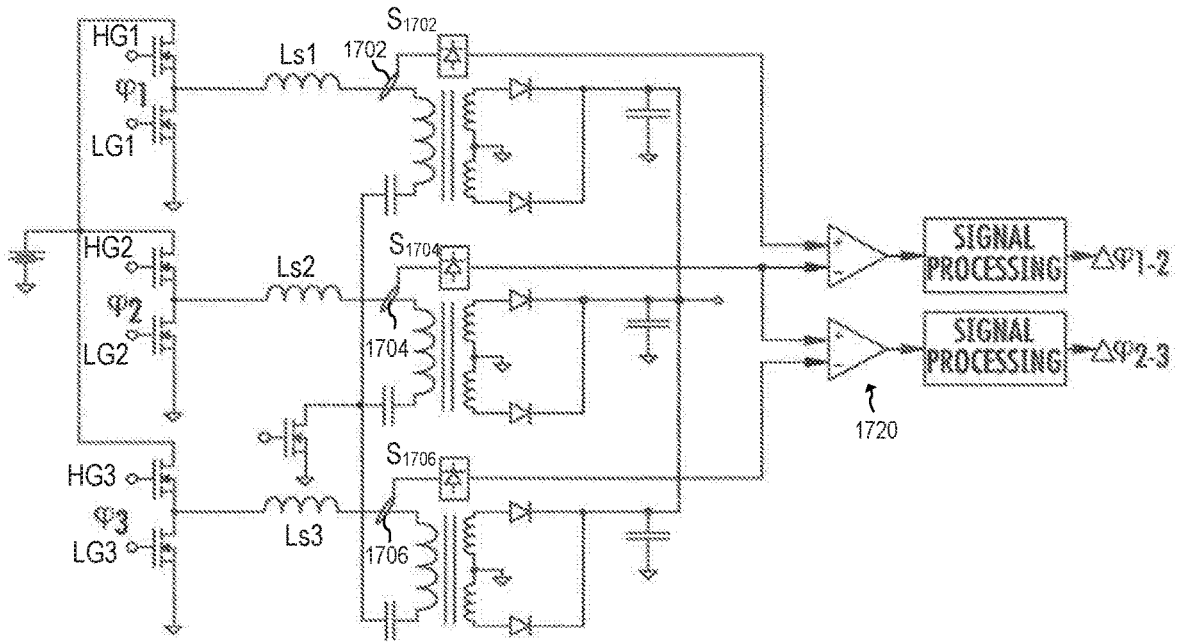 S1702
HG1
1702
Ls1
φ1
LG1
+
−
SIGNAL
PROCESSING
Δφ1-2
S1704
HG2
Ls2
φ2
1704
LG2
+
−
SIGNAL
PROCESSING
Δφ2-3
1720
S1706
HG3
φ3
Ls3
1706
LG3